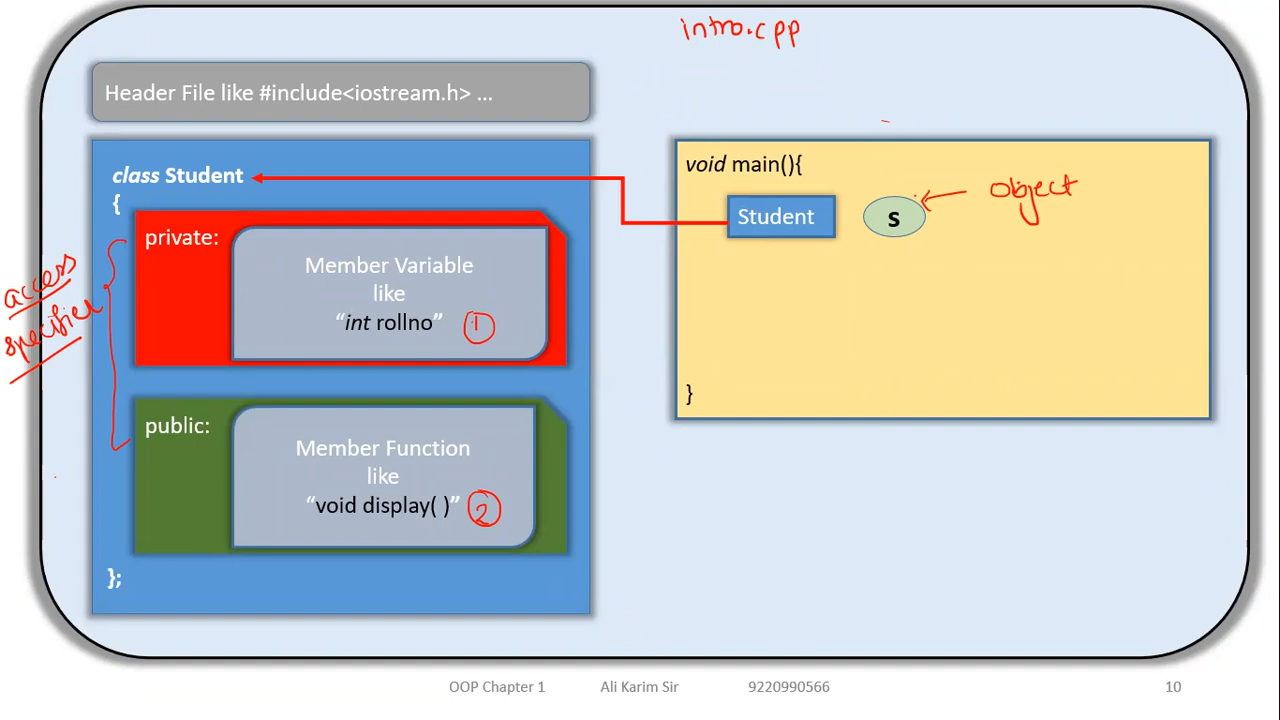 intro.cpp
Header File like #include<iostream.h> ...
class Student
{
private:
Member Variable
like
“int rollno” 1
public:
Member Function
like
“void display( )” 2
};
access
specifier
void main(){
Student
s
object
}
OOP Chapter 1 Ali Karim Sir 9220990566 10